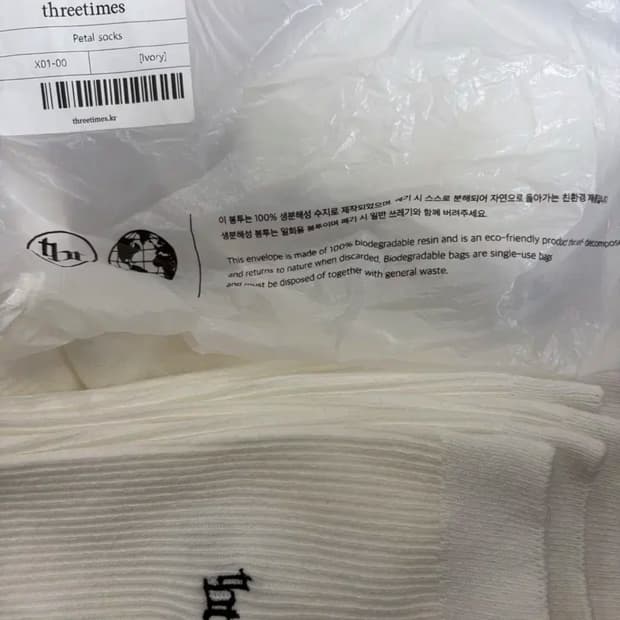 threetimes
Petal socks
X01-00 [Ivory]
threetimes.kr
이 봉투는 100% 생분해성 수지로 제작되었으며 폐기 시 스스로 분해되어 자연으로 돌아가는 친환경
생분해성 봉투는 일회용 봉투이며 폐기 시 일반 쓰레기와 함께 버려주세요.
This envelope is made of 100% biodegradable resin and is an eco-friendly product that decomposes
and returns to nature when discarded. Biodegradable bags are single-use bags
and must be disposed of together with general waste.